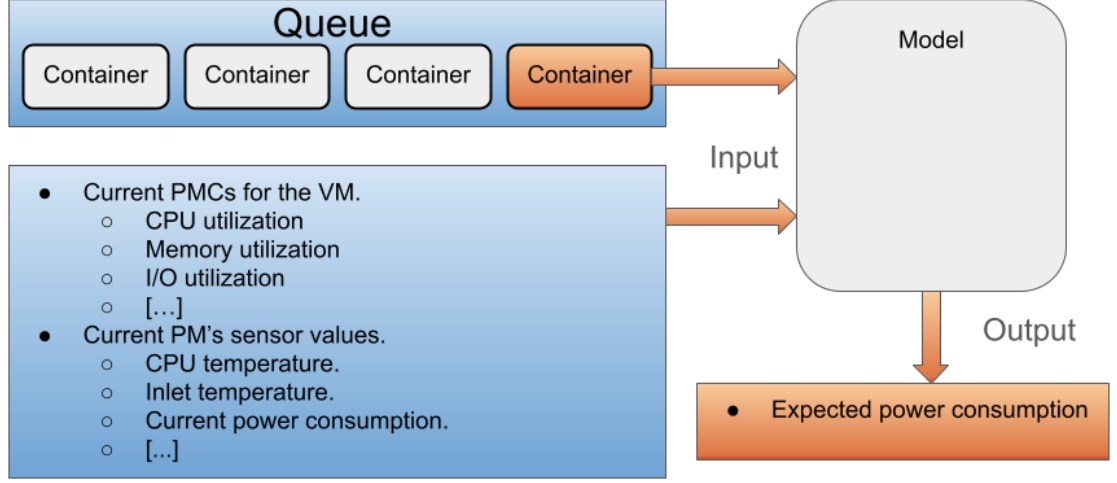 Queue
Container
Container
Container
Container
Model
Input
● Current PMCs for the VM.
○ CPU utilization
○ Memory utilization
○ I/O utilization
○ […]
● Current PM’s sensor values.
○ CPU temperature.
○ Inlet temperature.
○ Current power consumption.
○ [...]
Output
● Expected power consumption